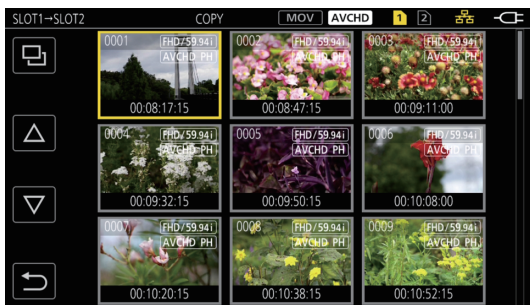 SLOT1→SLOT2 COPY MOV AVCHD 1 2
0001 FHD/59.94i
AVCHD PH
00:08:17:15
0002 FHD/59.94i
AVCHD PH
00:08:47:15
0003 FHD/59.94i
AVCHD PH
00:09:11:00
0004 FHD/59.94i
AVCHD PH
00:09:32:15
0005 FHD/59.94i
AVCHD PH
00:09:50:15
0006 FHD/59.94i
AVCHD PH
00:10:08:00
0007 FHD/59.94i
AVCHD PH
00:10:20:15
0008 FHD/59.94i
AVCHD PH
00:10:38:15
0009 FHD/59.94i
AVCHD PH
00:10:52:15